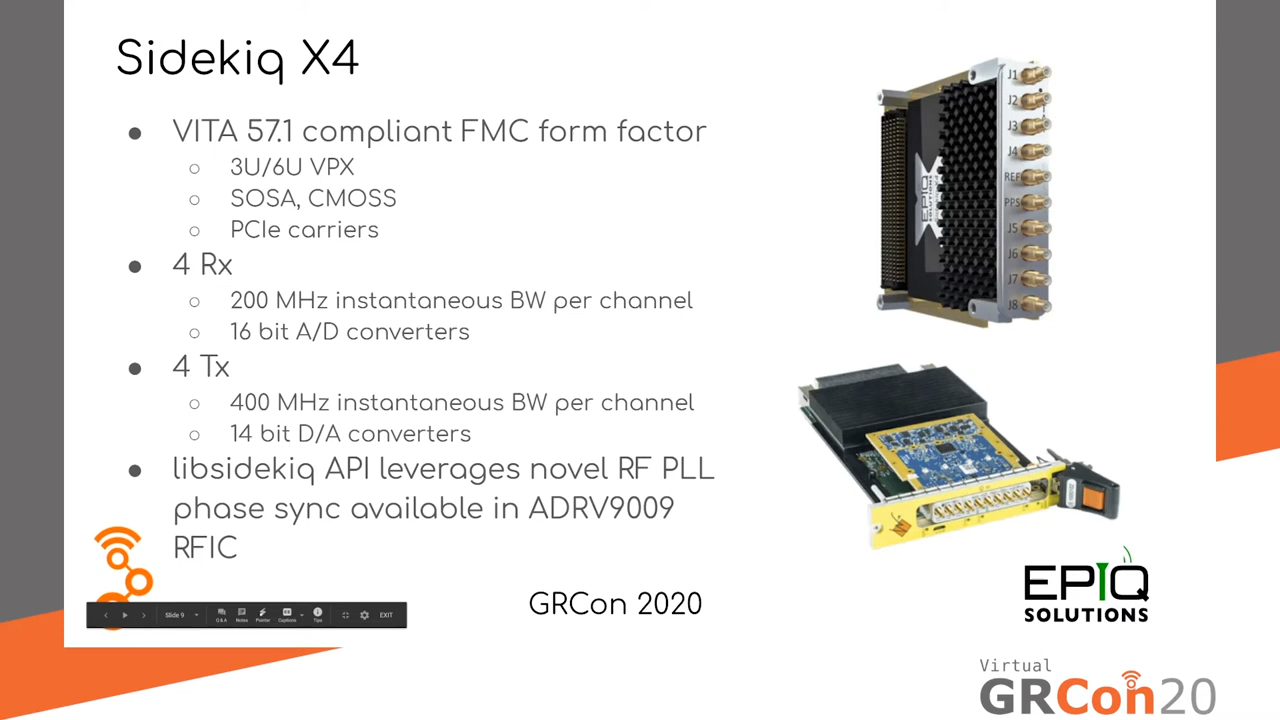 Sidekiq X4
● VITA 57.1 compliant FMC form factor
○ 3U/6U VPX
○ SOSA, CMOSS
○ PCIe carriers
● 4 Rx
○ 200 MHz instantaneous BW per channel
○ 16 bit A/D converters
● 4 Tx
○ 400 MHz instantaneous BW per channel
○ 14 bit D/A converters
● libsidekiq API leverages novel RF PLL
phase sync available in ADRV9009
RFIC
J1
J2
J3
J4
REF
PPS
J5
J6
J7
J8
EPIQ
SOLUTIONS
GRCon 2020
EPIQ
SOLUTIONS
Slide 9
Q&A
Notes
Pointer
Captions
Tips
EXIT
Virtual
GRCon20